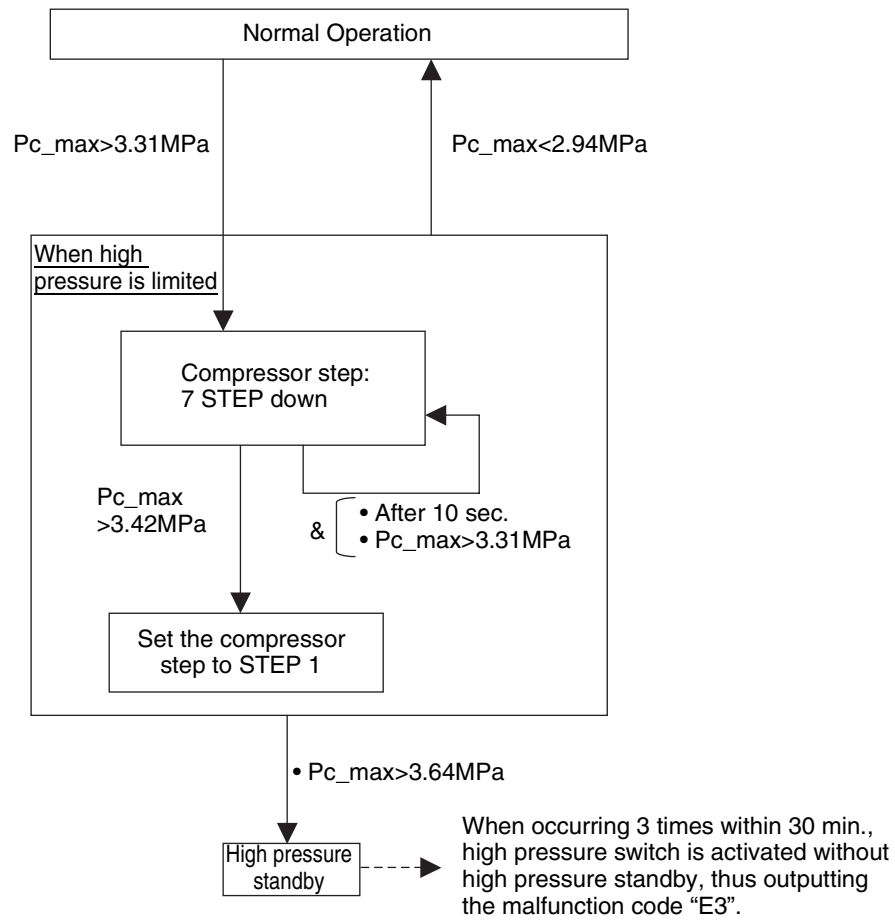 Normal Operation
Pc_max>3.31MPa
Pc_max<2.94MPa
When high
pressure is limited
Compressor step:
7 STEP down
Pc_max
>3.42MPa
&
• After 10 sec.
• Pc_max>3.31MPa
Set the compressor
step to STEP 1
• Pc_max>3.64MPa
High pressure
standby
When occurring 3 times within 30 min.,
high pressure switch is activated without
high pressure standby, thus outputting
the malfunction code “E3”.